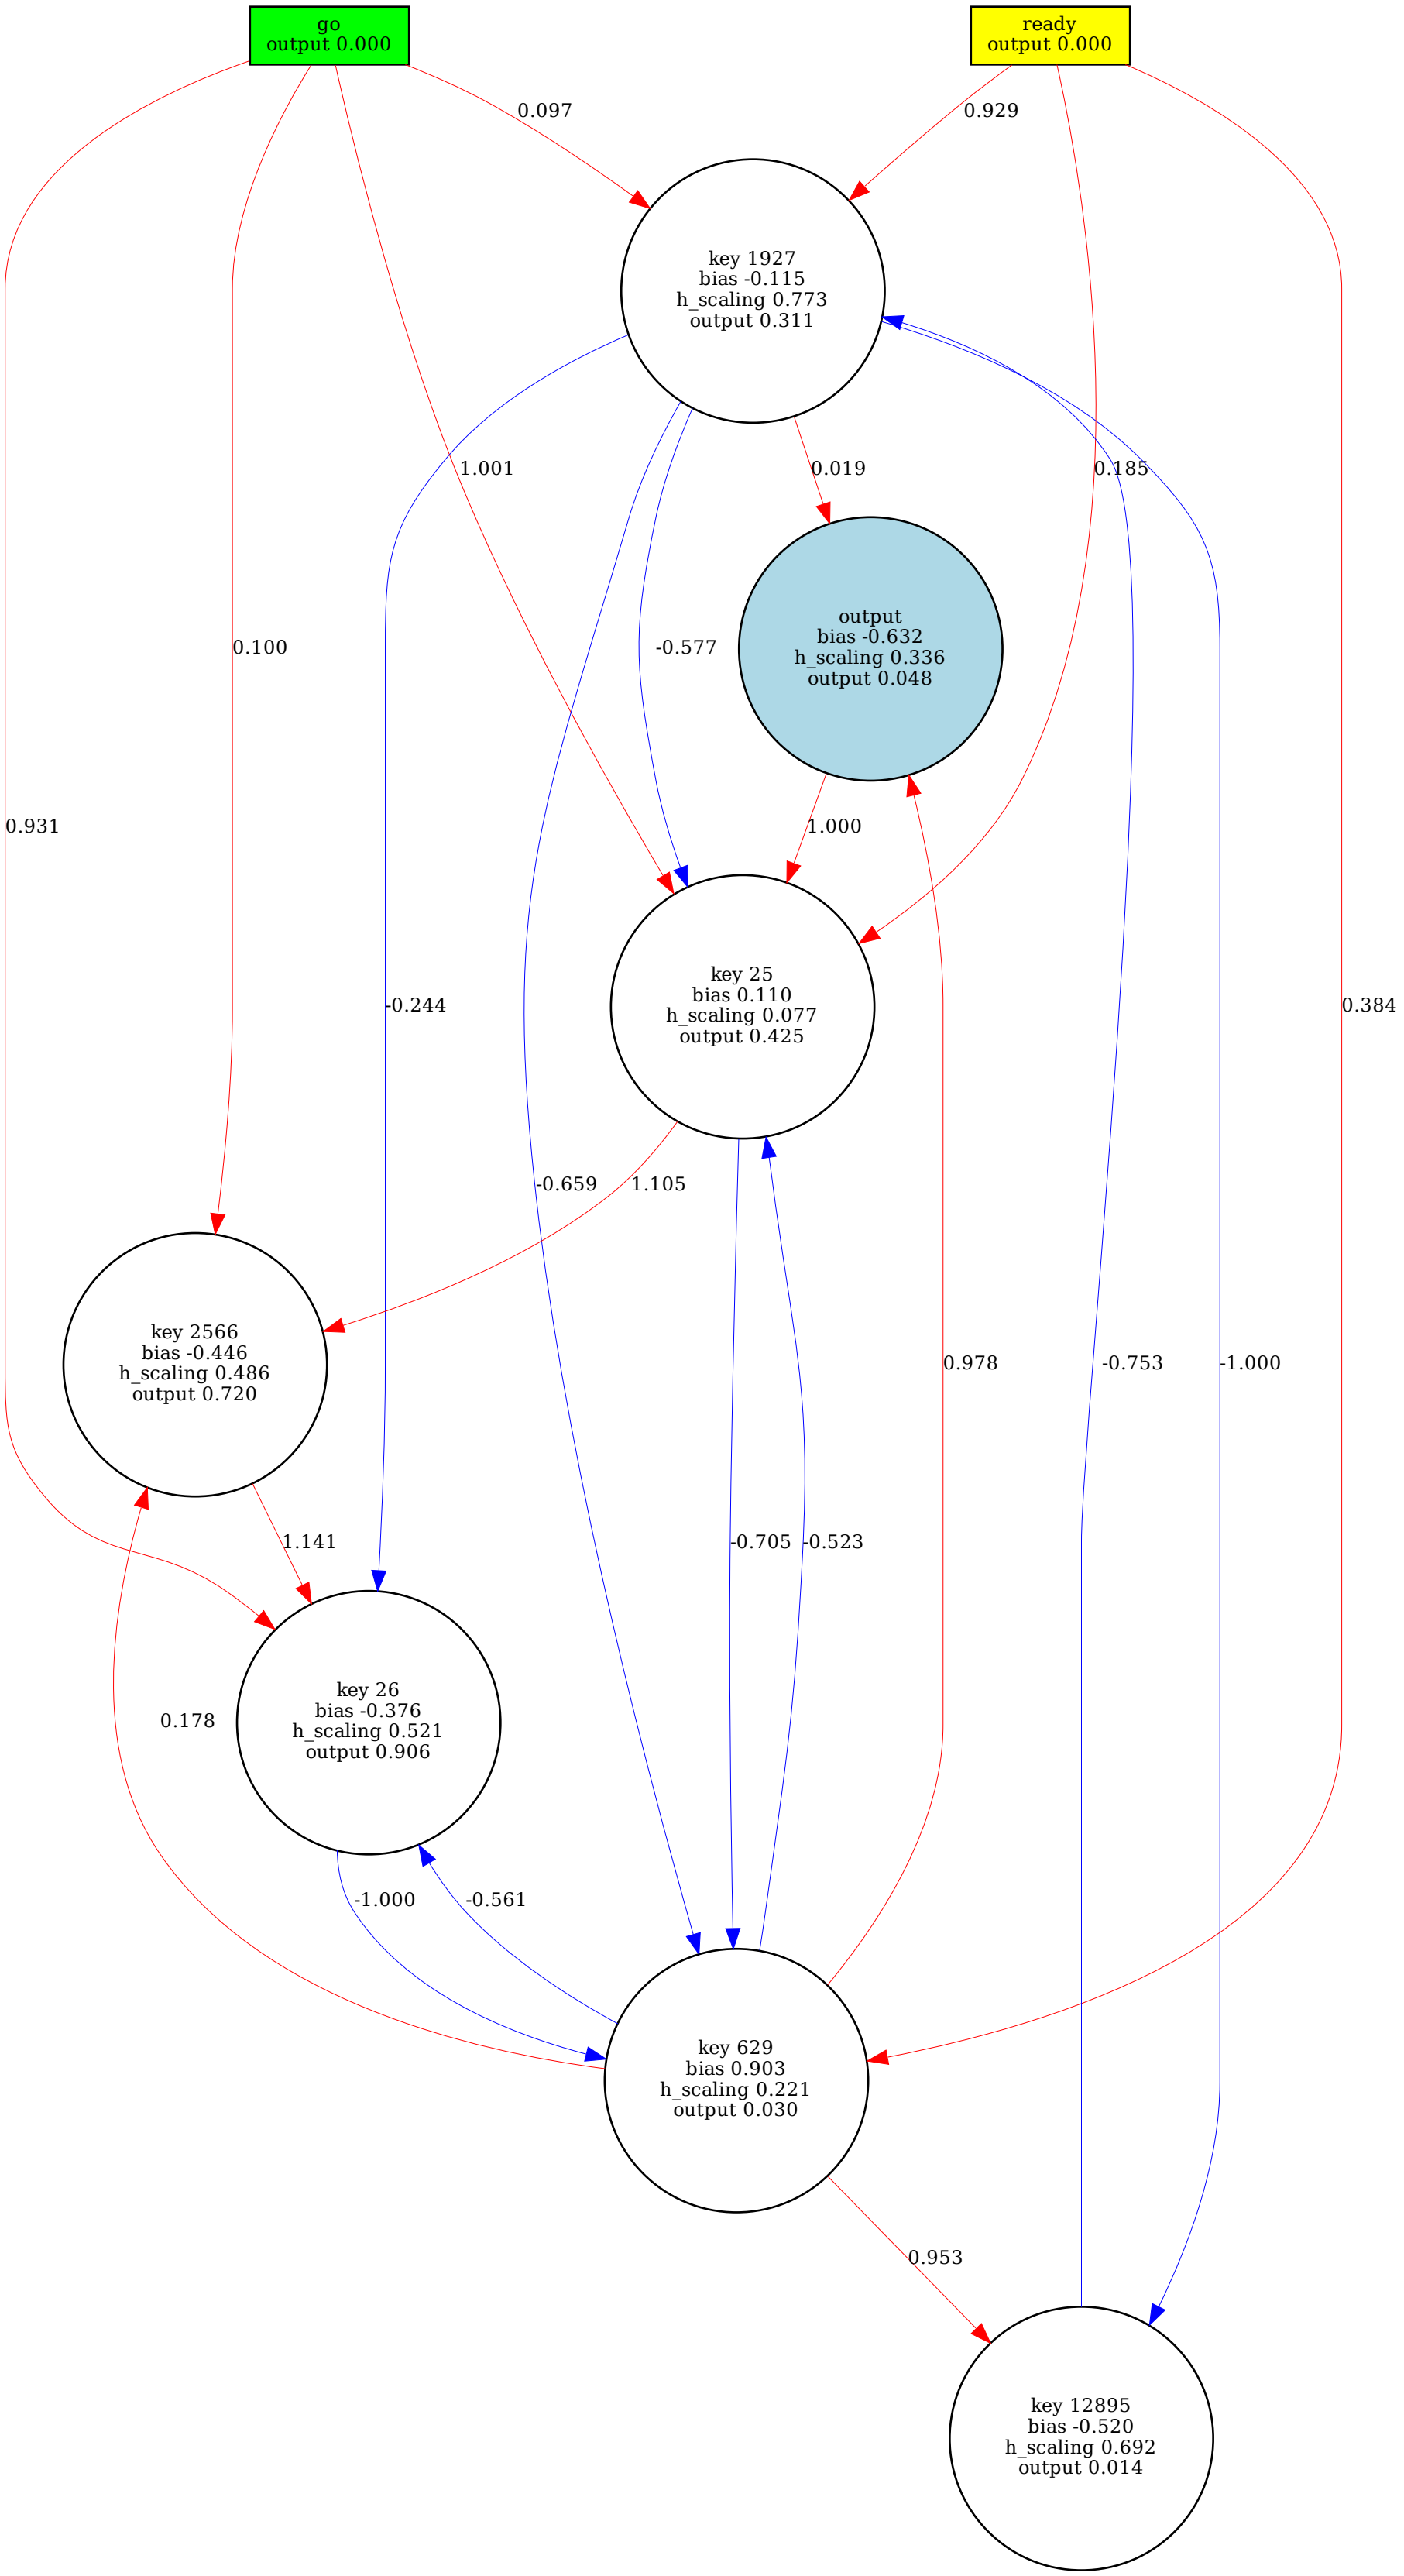 go
output 0.000
ready
output 0.000
0.097
0.929
key 1927
bias -0.115
h_scaling 0.773
output 0.311
1.001
0.019
0.185
output
bias -0.632
h_scaling 0.336
output 0.048
0.100
-0.577
0.931
1.000
key 25
bias 0.110
h_scaling 0.077
output 0.425
-0.244
0.384
-0.659
1.105
key 2566
bias -0.446
h_scaling 0.486
output 0.720
0.978
-0.753
-1.000
1.141
-0.705
-0.523
key 26
bias -0.376
h_scaling 0.521
output 0.906
0.178
-1.000
-0.561
key 629
bias 0.903
h_scaling 0.221
output 0.030
0.953
key 12895
bias -0.520
h_scaling 0.692
output 0.014